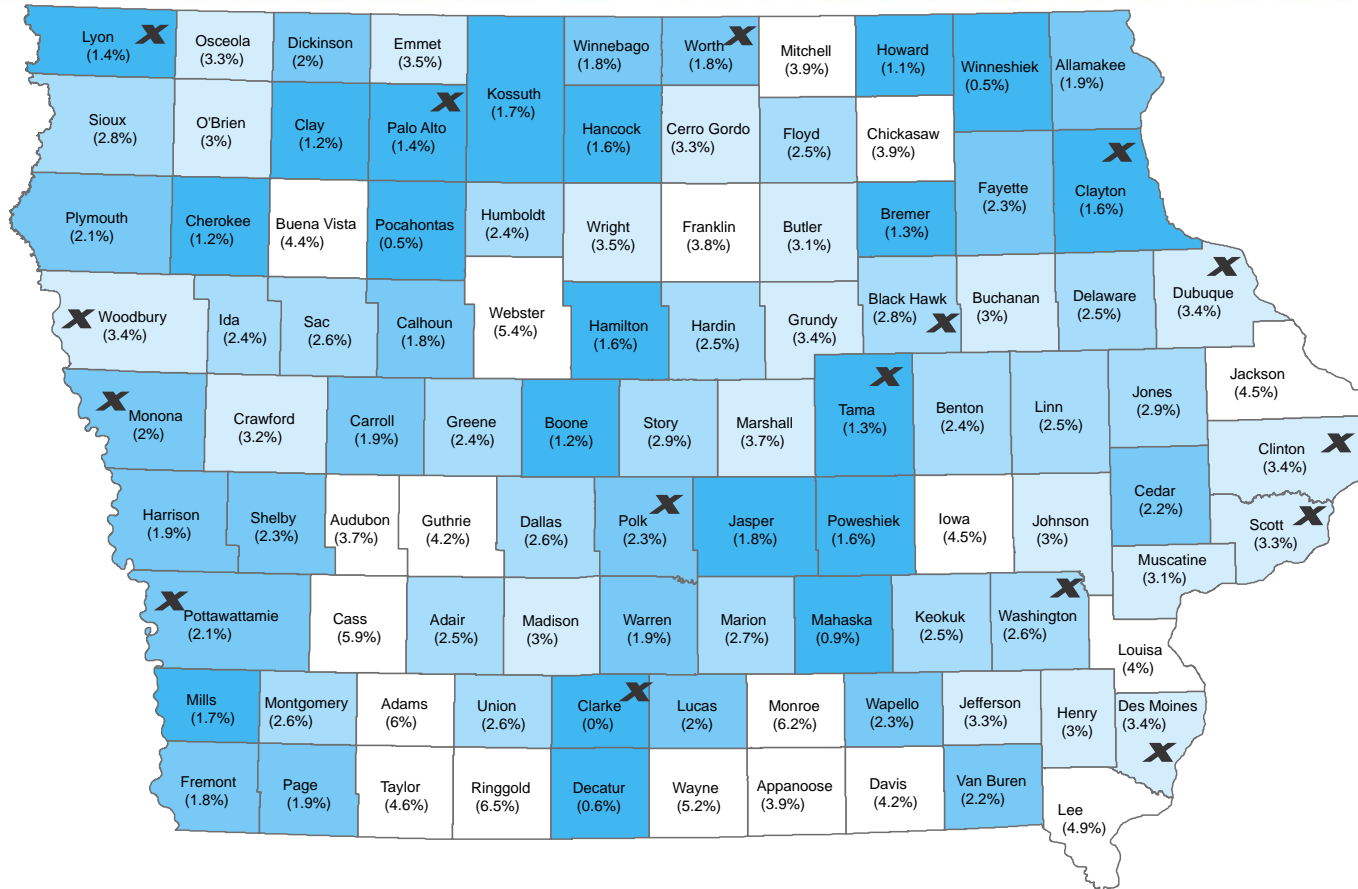 Lyon
(1.4%)
Osceola
(3.3%)
Dickinson
(2%)
Emmet
(3.5%)
Kossuth
(1.7%)
Winnebago
(1.8%)
Worth
(1.8%)
Mitchell
(3.9%)
Howard
(1.1%)
Winneshiek
(0.5%)
Allamakee
(1.9%)
Sioux
(2.8%)
O'Brien
(3%)
Clay
(1.2%)
Palo Alto
(1.4%)
Hancock
(1.6%)
Cerro Gordo
(3.3%)
Floyd
(2.5%)
Chickasaw
(3.9%)
Fayette
(2.3%)
Clayton
(1.6%)
Plymouth
(2.1%)
Cherokee
(1.2%)
Buena Vista
(4.4%)
Pocahontas
(0.5%)
Humboldt
(2.4%)
Wright
(3.5%)
Franklin
(3.8%)
Butler
(3.1%)
Bremer
(1.3%)
Woodbury
(3.4%)
Ida
(2.4%)
Sac
(2.6%)
Calhoun
(1.8%)
Webster
(5.4%)
Hamilton
(1.6%)
Hardin
(2.5%)
Grundy
(3.4%)
Black Hawk
(2.8%)
Buchanan
(3%)
Delaware
(2.5%)
Dubuque
(3.4%)
Monona
(2%)
Crawford
(3.2%)
Carroll
(1.9%)
Greene
(2.4%)
Boone
(1.2%)
Story
(2.9%)
Marshall
(3.7%)
Tama
(1.3%)
Benton
(2.4%)
Linn
(2.5%)
Jones
(2.9%)
Jackson
(4.5%)
Clinton
(3.4%)
Harrison
(1.9%)
Shelby
(2.3%)
Audubon
(3.7%)
Guthrie
(4.2%)
Dallas
(2.6%)
Polk
(2.3%)
Jasper
(1.8%)
Poweshiek
(1.6%)
Iowa
(4.5%)
Johnson
(3%)
Cedar
(2.2%)
Scott
(3.3%)
Muscatine
(3.1%)
Pottawattamie
(2.1%)
Cass
(5.9%)
Adair
(2.5%)
Madison
(3%)
Warren
(1.9%)
Marion
(2.7%)
Mahaska
(0.9%)
Keokuk
(2.5%)
Washington
(2.6%)
Louisa
(4%)
Mills
(1.7%)
Montgomery
(2.6%)
Adams
(6%)
Union
(2.6%)
Clarke
(0%)
Lucas
(2%)
Monroe
(6.2%)
Wapello
(2.3%)
Jefferson
(3.3%)
Henry
(3%)
Des Moines
(3.4%)
Fremont
(1.8%)
Page
(1.9%)
Taylor
(4.6%)
Ringgold
(6.5%)
Decatur
(0.6%)
Wayne
(5.2%)
Appanoose
(3.9%)
Davis
(4.2%)
Van Buren
(2.2%)
Lee
(4.9%)